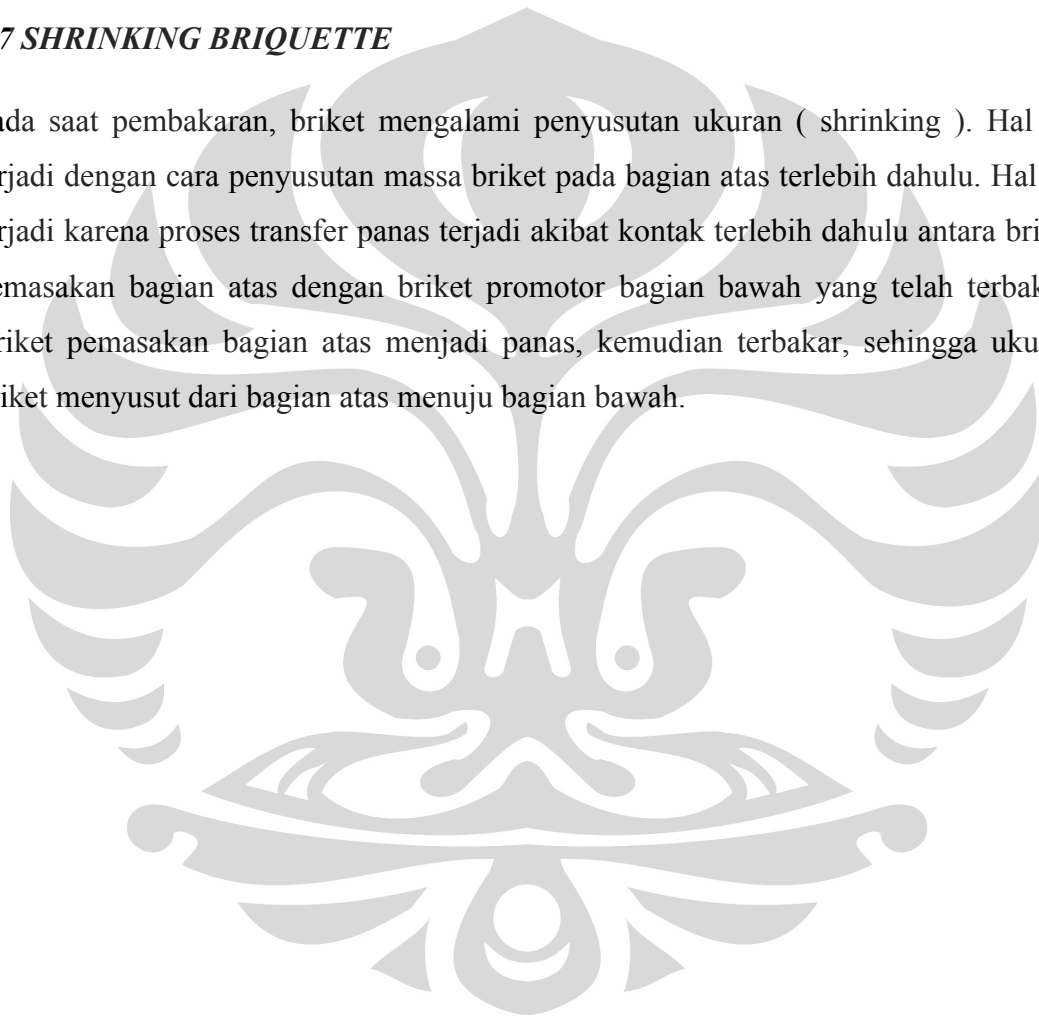 7 SHRINKING BRIQUETTE
ada saat pembakaran, briket mengalami penyusutan ukuran ( shrinking ). Hal
rjadi dengan cara penyusutan massa briket pada bagian atas terlebih dahulu. Hal
rjadi karena proses transfer panas terjadi akibat kontak terlebih dahulu antara bri
emasakan bagian atas dengan briket promotor bagian bawah yang telah terbak
riket pemasakan bagian atas menjadi panas, kemudian terbakar, sehingga uku
iket menyusut dari bagian atas menuju bagian bawah.